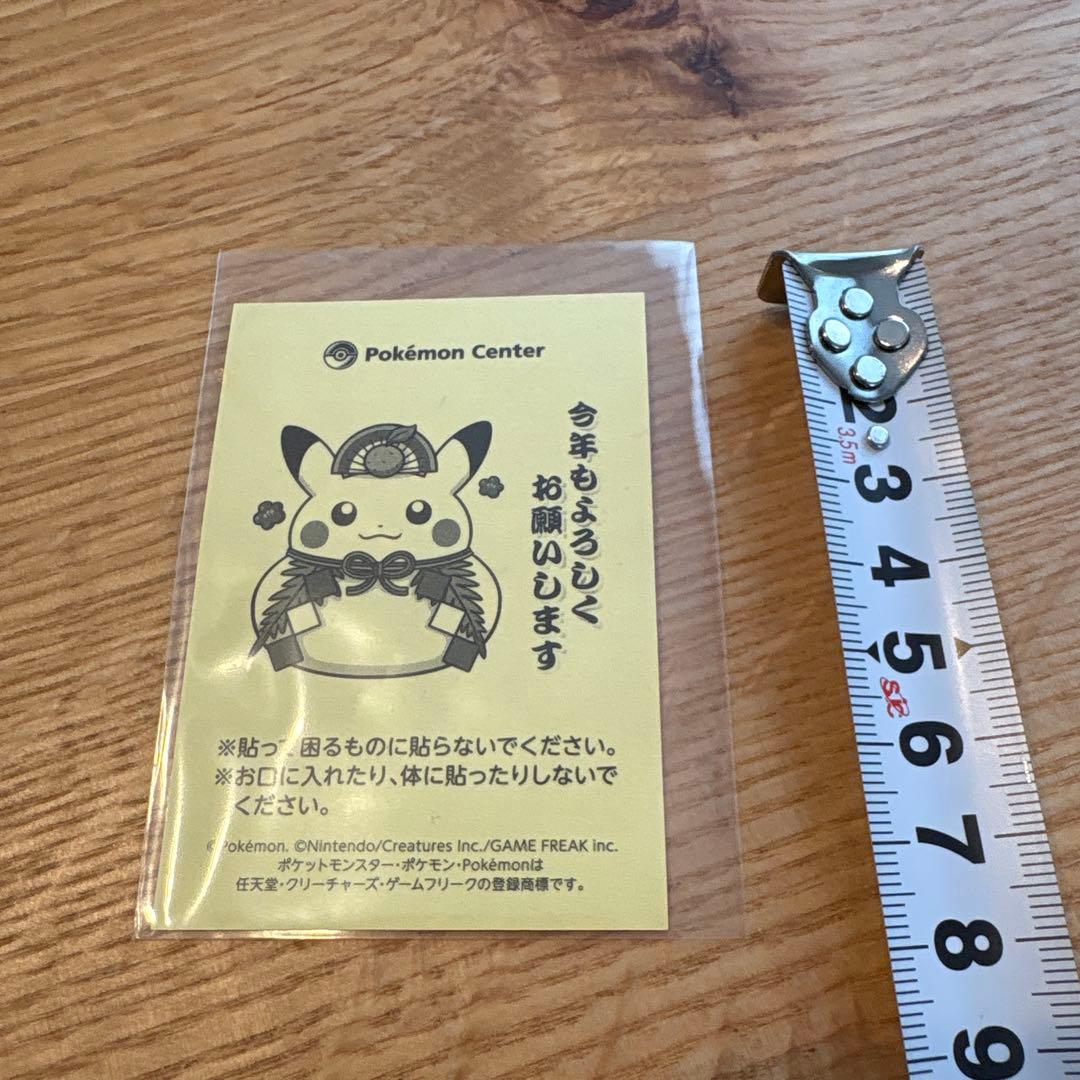 Pokémon Center
今年もよろしく
お願いします
※貼って困るものに貼らないでください。
※お口に入れたり、体に貼ったりしないで
ください。
©Pokémon. ©Nintendo/Creatures Inc./GAME FREAK inc.
ポケットモンスター・ポケモン・Pokémonは
任天堂・クリーチャーズ・ゲームフリークの登録商標です。
2
3.5m
3
4
5
6
7
8
9